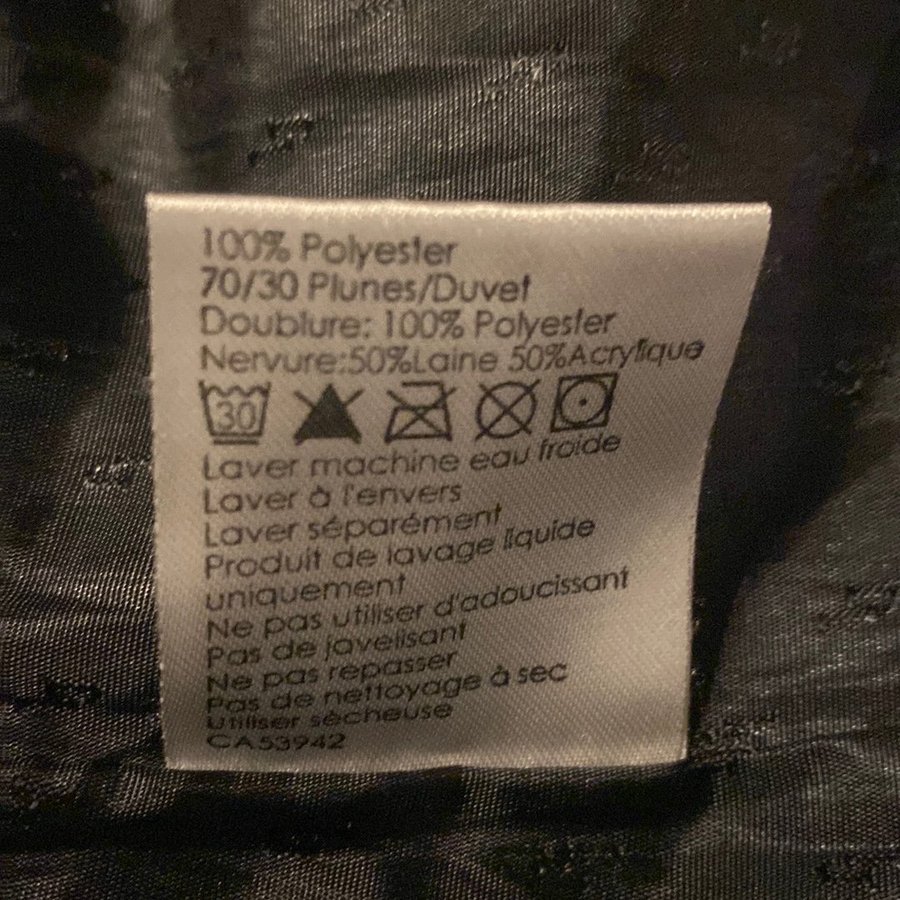 100% Polyester
70/30 Plunes/Duvet
Doublure: 100% Polyester
Nervure:50%Laine 50%Acrylique
30
Laver machine eau froide
Laver à l'envers
Laver séparément
Produit de lavage liquide
uniquement
Ne pas utiliser d'adoucissant
Pas de javelisant
Ne pas repasser
Pas de nettoyage à sec
Utiliser sécheuse
CA53942